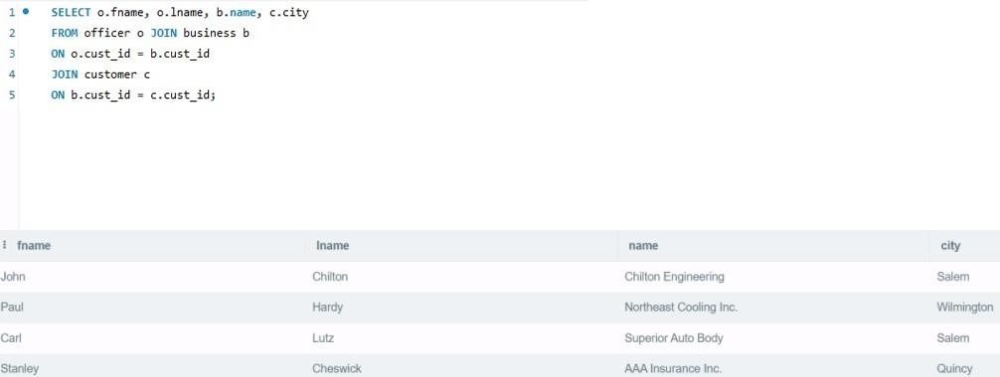 1 SELECT o.fname, o.lname, b.name, c.city
2 FROM officer o JOIN business b
3 ON o.cust_id = b.cust_id
4 JOIN customer c
5 ON b.cust_id = c.cust_id;
fname lname name city
John Chilton Chilton Engineering Salem
Paul Hardy Northeast Cooling Inc. Wilmington
Carl Lutz Superior Auto Body Salem
Stanley Cheswick AAA Insurance Inc. Quincy